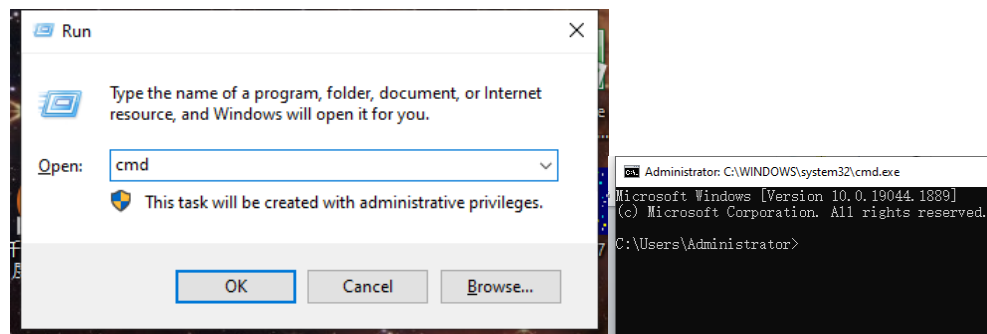 Run
Type the name of a program, folder, document, or Internet
resource, and Windows will open it for you.
Open:
cmd
This task will be created with administrative privileges.
OK
Cancel
Browse...
Administrator: C:\WINDOWS\system32\cmd.exe
Microsoft Windows [Version 10.0.19044.1889]
(c) Microsoft Corporation. All rights reserved.
C:\Users\Administrator>